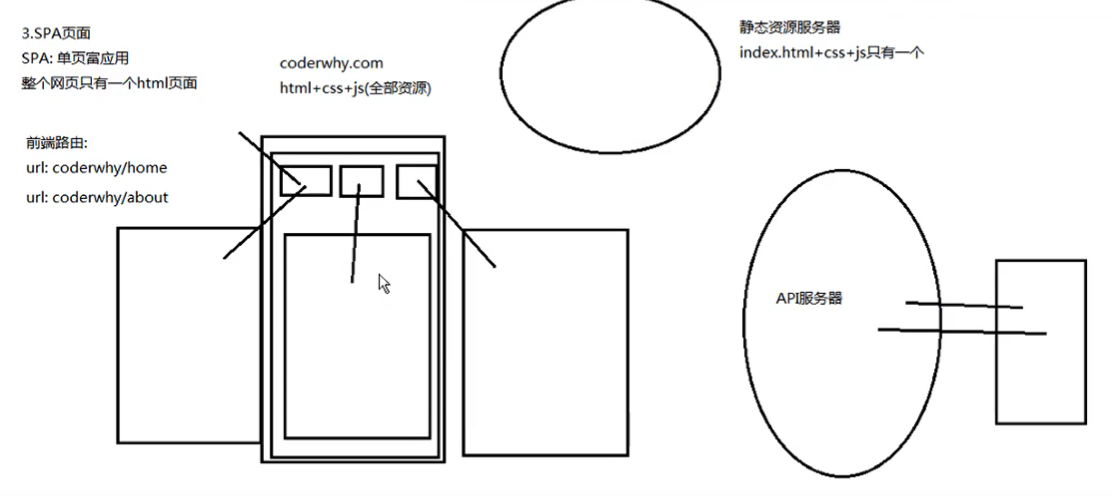 3.SPA页面
SPA: 单页富应用
整个网页只有一个html页面
coderwhy.com
html+css+js(全部资源)
静态资源服务器
index.html+css+js只有一个
前端路由:
url: coderwhy/home
url: coderwhy/about
API服务器